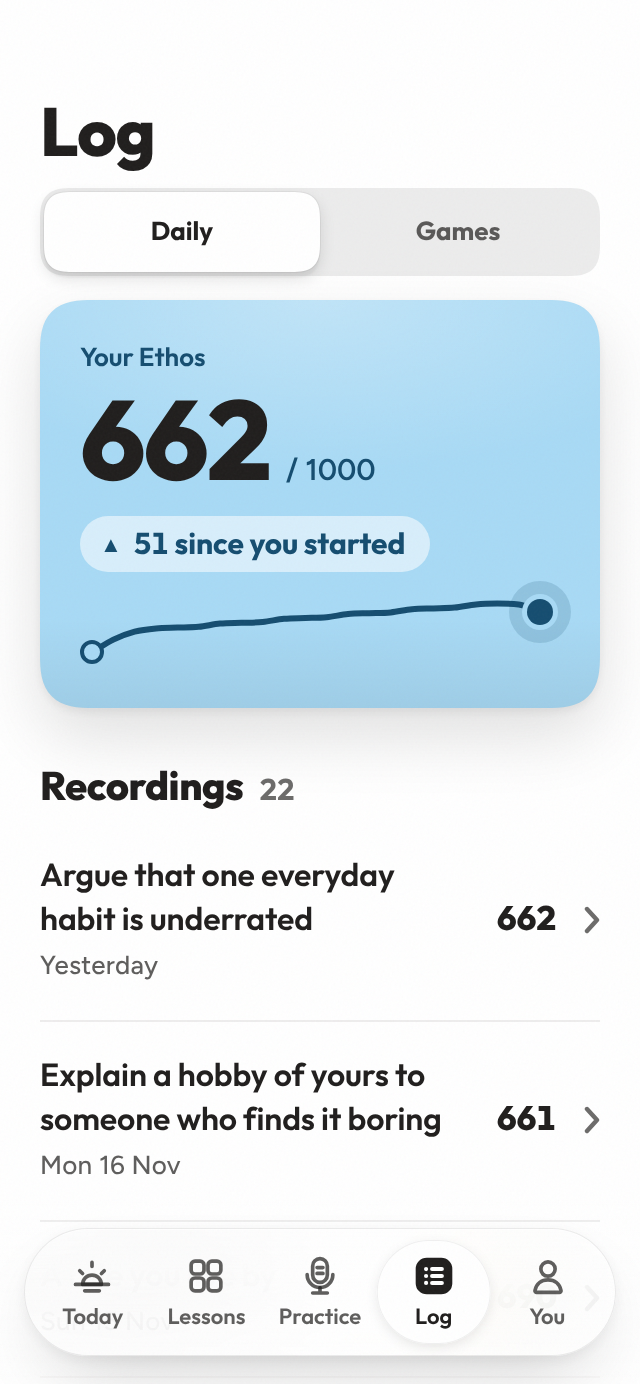 Log
Daily
Games
Your Ethos
662 / 1000
▲ 51 since you started
Recordings 22
Argue that one everyday
habit is underrated
662
Yesterday
Explain a hobby of yours to
someone who finds it boring
661
Mon 16 Nov
Today
Lessons
Practice
Log
You